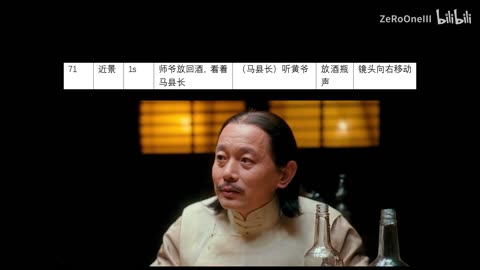 ZeRoOneIII bilibili
71 近景 1s 师爷放回酒, 看着 (马县长) 听黄爷 放酒瓶 镜头向右移动
马县长 声